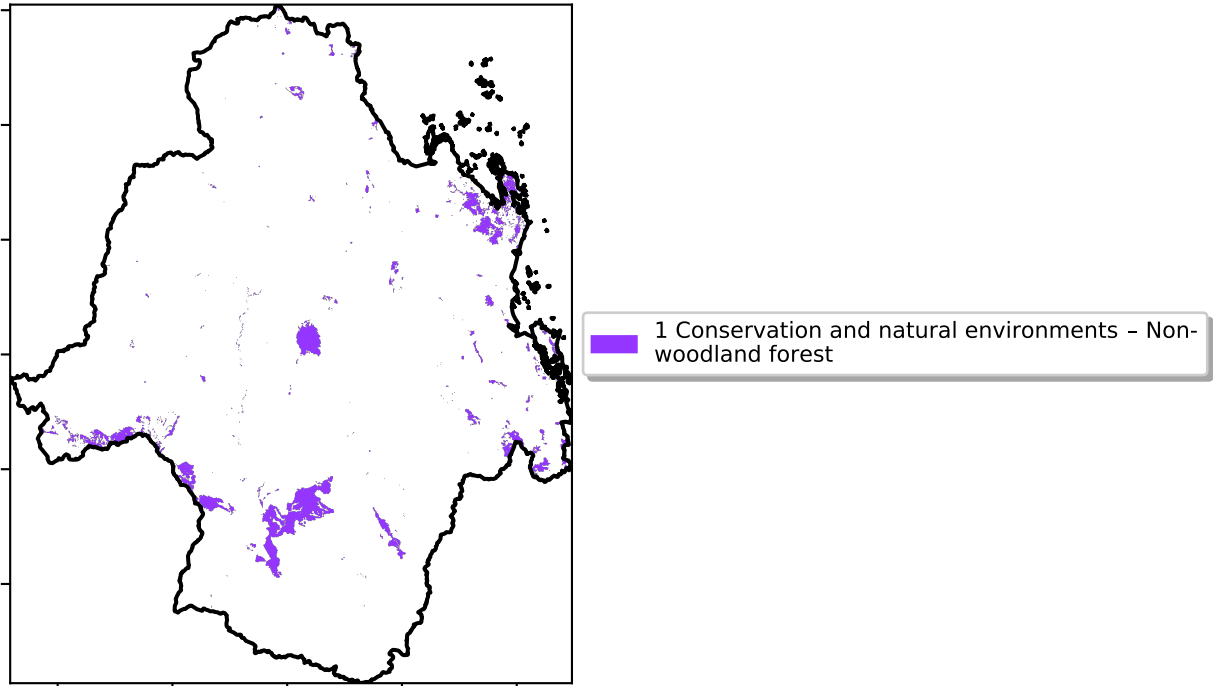 1 Conservation and natural environments – Non-
woodland forest